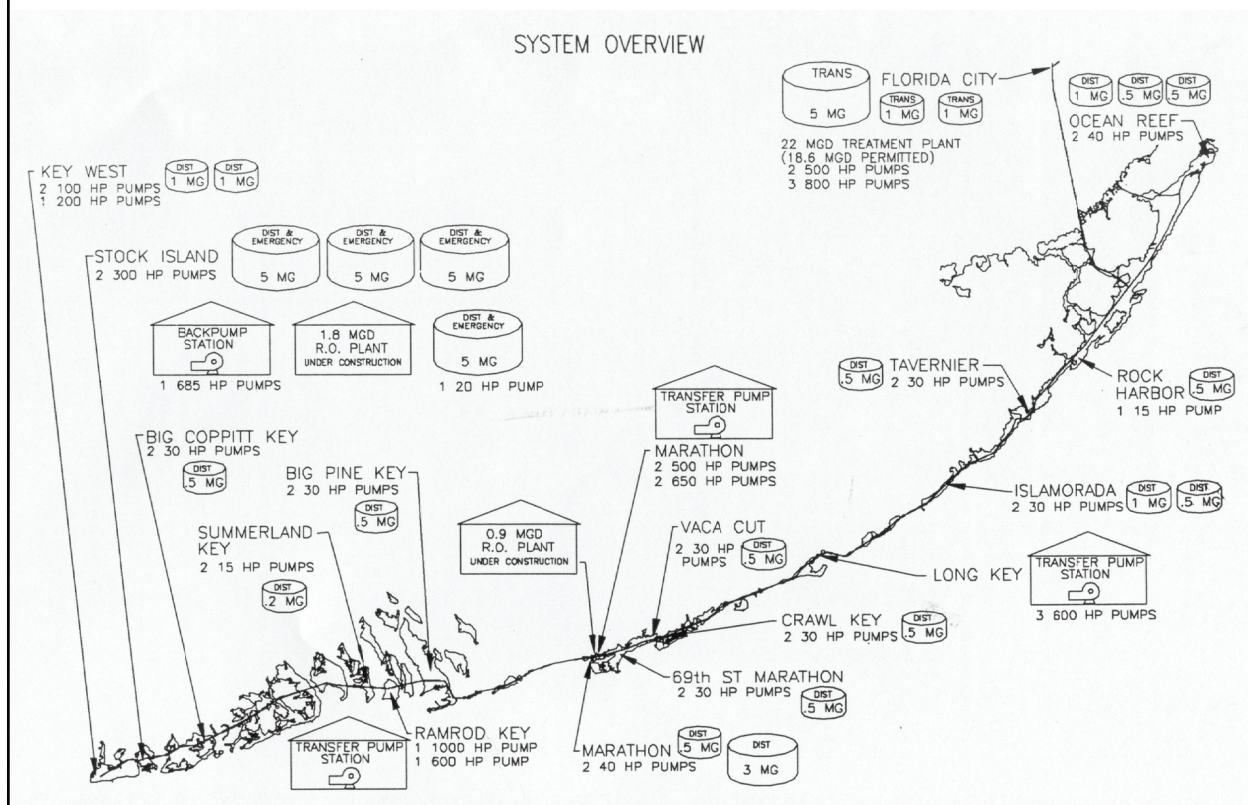 SYSTEM OVERVIEW
TRANS
5 MG
FLORIDA CITY
TRANS
1 MG
TRANS
1 MG
22 MGD TREATMENT PLANT
(18.6 MGD PERMITTED)
2 500 HP PUMPS
3 800 HP PUMPS
DIST
1 MG
DIST
.5 MG
DIST
.5 MG
OCEAN REEF
2 40 HP PUMPS
KEY WEST
2 100 HP PUMPS
1 200 HP PUMPS
DIST
1 MG
DIST
1 MG
STOCK ISLAND
2 300 HP PUMPS
DIST &
EMERGENCY
5 MG
DIST &
EMERGENCY
5 MG
DIST &
EMERGENCY
5 MG
BACKPUMP
STATION
1 685 HP PUMPS
1.8 MGD
R.O. PLANT
UNDER CONSTRUCTION
DIST &
EMERGENCY
5 MG
1 20 HP PUMP
DIST
.5 MG
TAVERNIER
2 30 HP PUMPS
ROCK
HARBOR
DIST
.5 MG
1 15 HP PUMP
TRANSFER PUMP
STATION
MARATHON
2 500 HP PUMPS
2 650 HP PUMPS
BIG COPPITT KEY
2 30 HP PUMPS
DIST
.5 MG
BIG PINE KEY
2 30 HP PUMPS
DIST
.5 MG
ISLAMORADA
2 30 HP PUMPS
DIST
1 MG
DIST
.5 MG
SUMMERLAND
KEY
2 15 HP PUMPS
DIST
.2 MG
0.9 MGD
R.O. PLANT
UNDER CONSTRUCTION
VACA CUT
2 30 HP
PUMPS
DIST
.5 MG
LONG KEY
TRANSFER PUMP
STATION
3 600 HP PUMPS
CRAWL KEY
2 30 HP PUMPS
DIST
.5 MG
69th ST MARATHON
2 30 HP PUMPS
DIST
.5 MG
TRANSFER PUMP
STATION
RAMROD KEY
1 1000 HP PUMP
1 600 HP PUMP
MARATHON
2 40 HP PUMPS
DIST
.5 MG
DIST
3 MG